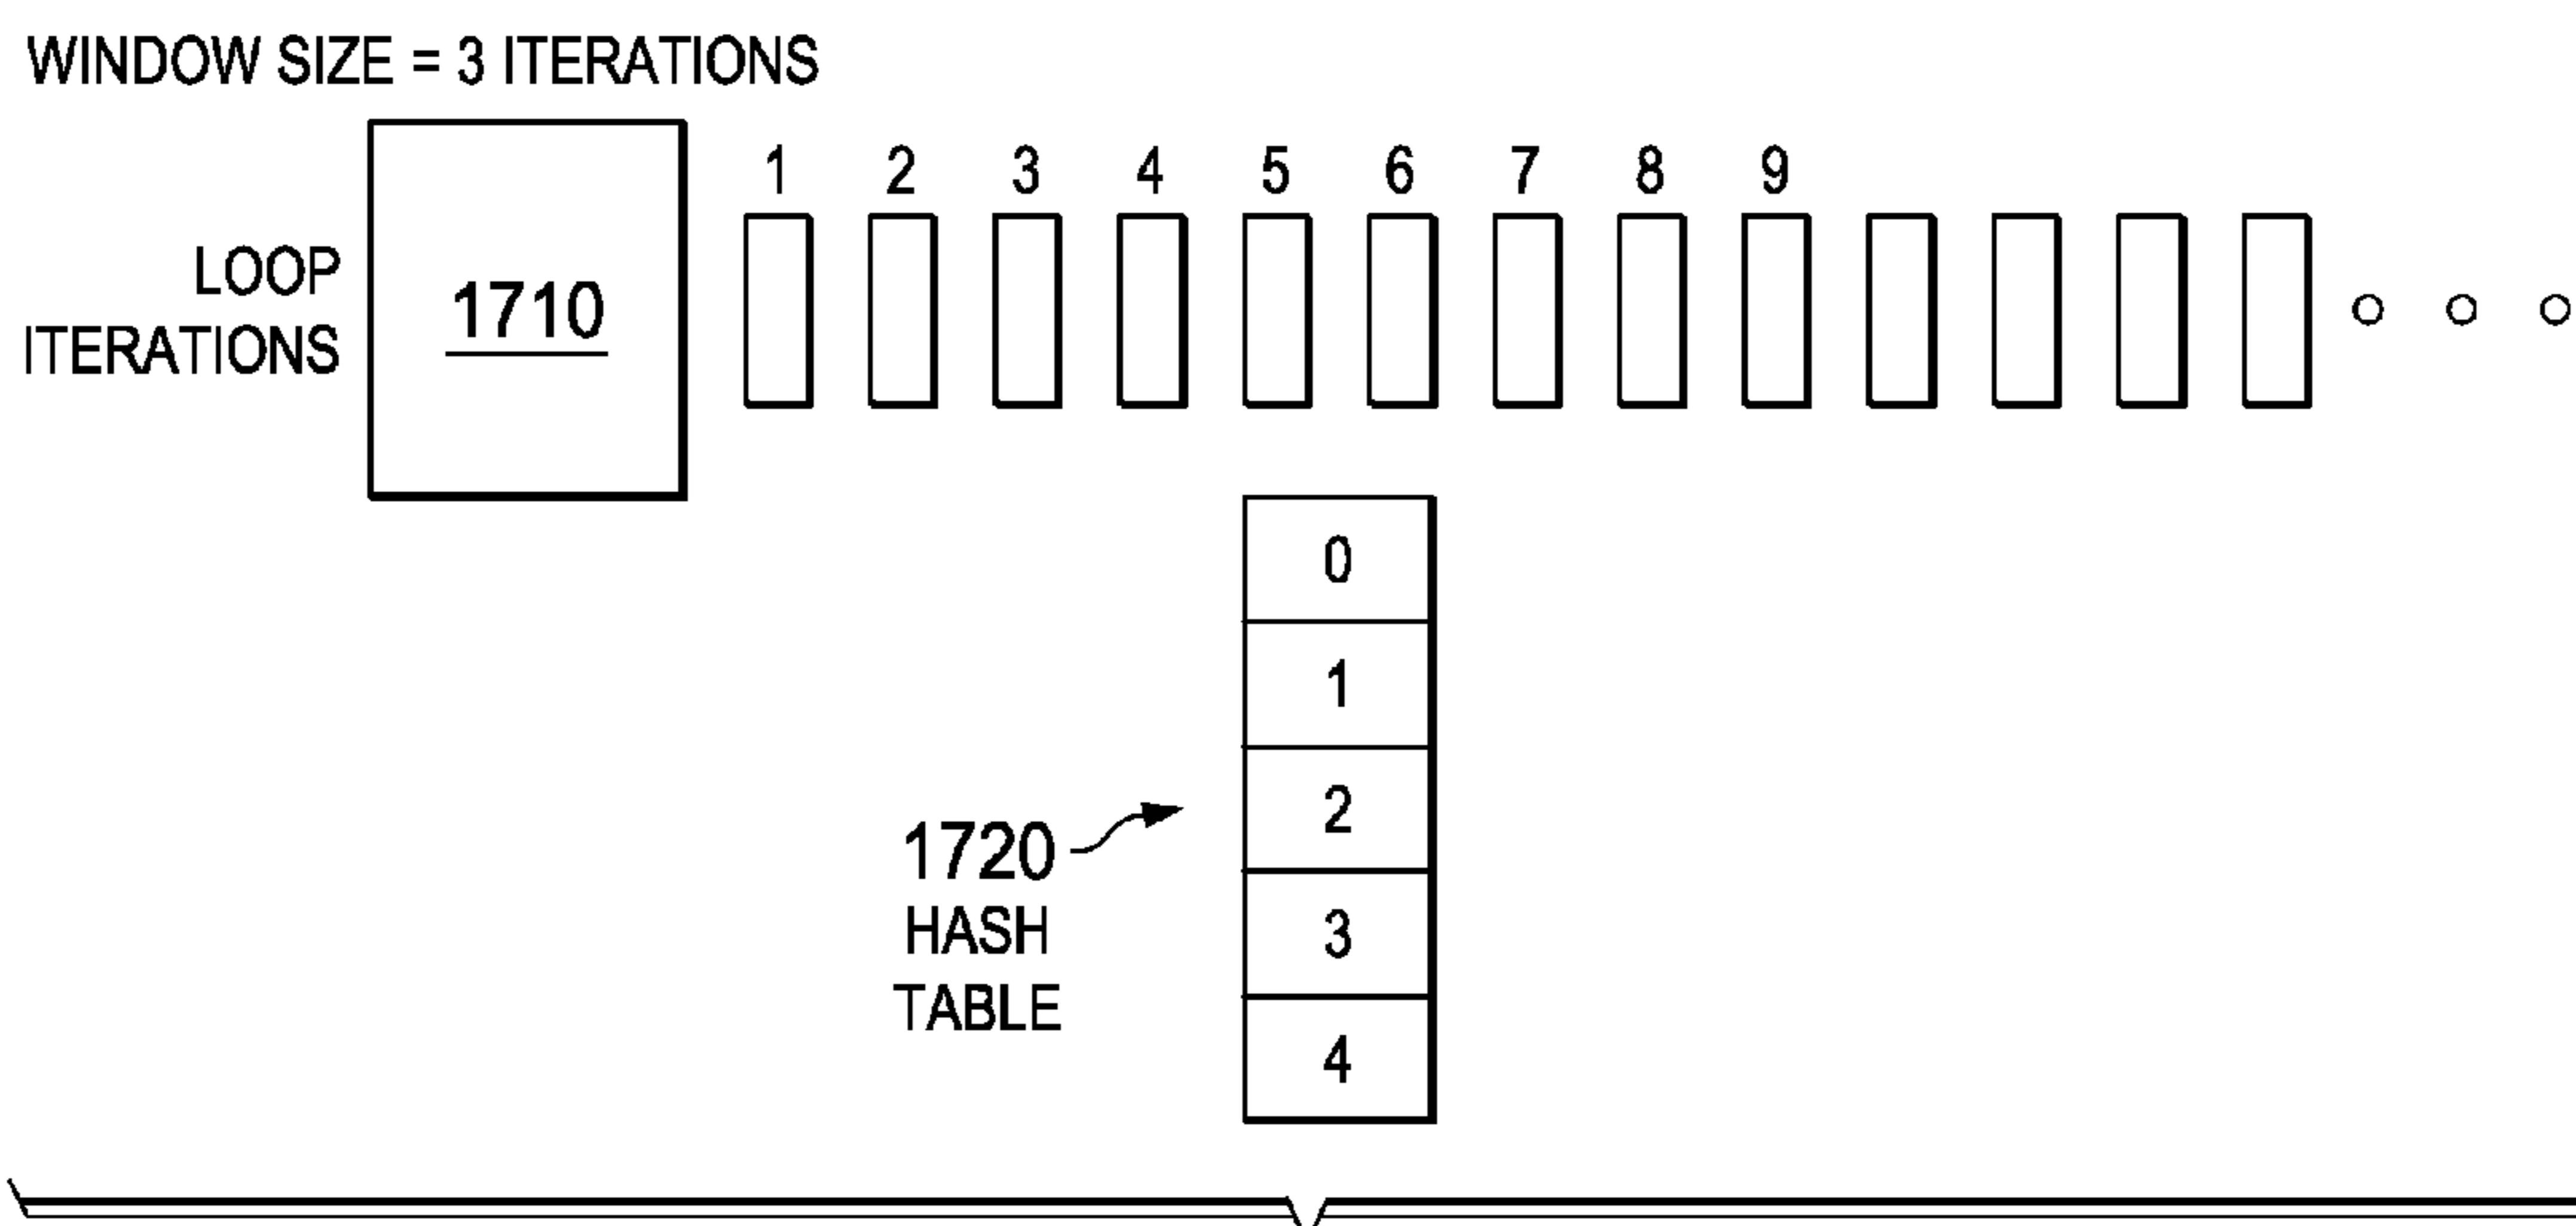 WINDOW SIZE = 3 ITERATIONS
1 2 3 4 5 6 7 8 9
LOOP
ITERATIONS
1710
0
1
2
3
4
1720
HASH
TABLE